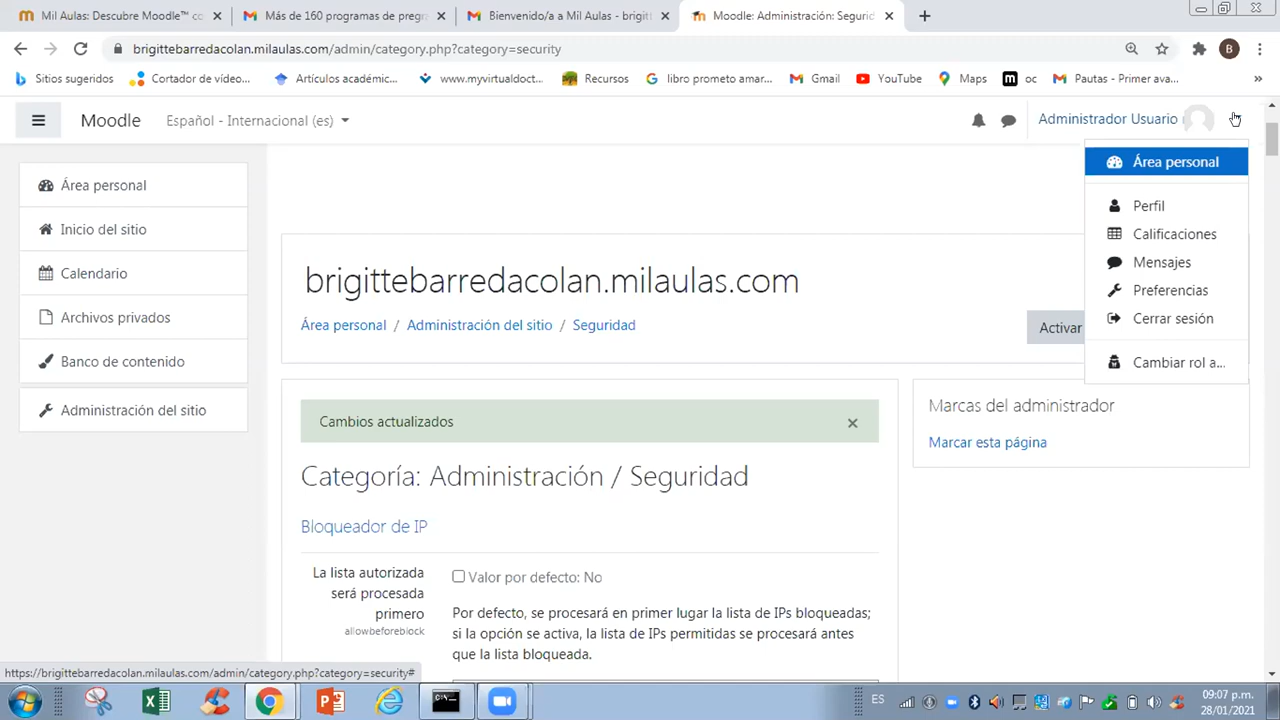 Mil Aulas: Descubre Moodle™ co
Más de 160 programas de pregr
Bienvenido/a a Mil Aulas - brigitt
Moodle: Administración: Segurid
brigittebarredacolan.milaulas.com/admin/category.php?category=security
B
Sitios sugeridos
Cortador de vídeo...
Artículos académic...
www.myvirtualdoct...
Recursos
libro prometo amar...
Gmail
YouTube
Maps
oc
Pautas - Primer ava...
»
Moodle
Español - Internacional (es)
Administrador Usuario
Área personal
Inicio del sitio
Calendario
Archivos privados
Banco de contenido
Administración del sitio
Área personal
Perfil
Calificaciones
Mensajes
Preferencias
Cerrar sesión
Cambiar rol a...
brigittebarredacolan.milaulas.com
Área personal / Administración del sitio / Seguridad
Activar
Cambios actualizados
Categoría: Administración / Seguridad
Bloqueador de IP
La lista autorizada
será procesada
primero
allowbeforeblock
Valor por defecto: No
Por defecto, se procesará en primer lugar la lista de IPs bloqueadas;
si la opción se activa, la lista de IPs permitidas se procesará antes
que la lista bloqueada.
Marcas del administrador
Marcar esta página
https://brigittebarredacolan.milaulas.com/admin/category.php?category=security#
ES
09:07 p.m.
28/01/2021